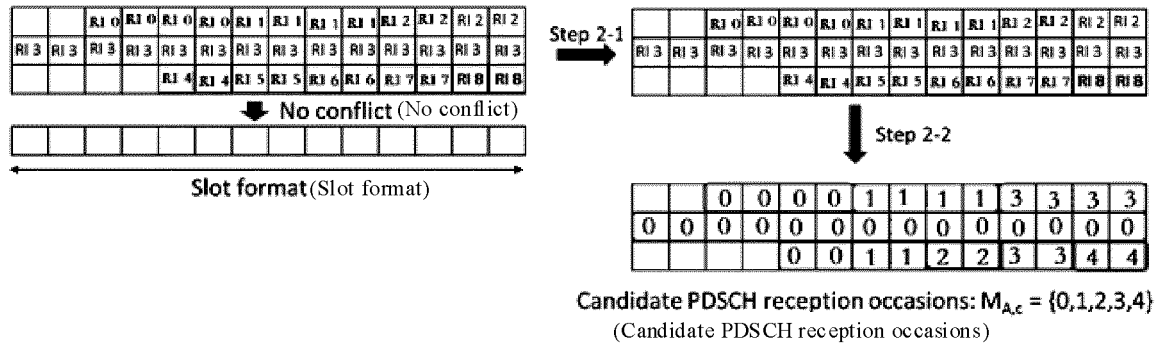 RI 0 RI 0 RI 0 RI 0 RI 1 RI 1 RI 1 RI 1 RI 2 RI 2 RI 2 RI 2
RI 3 RI 3 RI 3 RI 3 RI 3 RI 3 RI 3 RI 3 RI 3 RI 3 RI 3 RI 3 RI 3 RI 3
RI 4 RI 4 RI 5 RI 5 RI 6 RI 6 RI 7 RI 7 RI 8 RI 8
No conflict (No conflict)
Slot format (Slot format)
Step 2-1
RI 0 RI 0 RI 0 RI 0 RI 1 RI 1 RI 1 RI 1 RI 2 RI 2 RI 2 RI 2
RI 3 RI 3 RI 3 RI 3 RI 3 RI 3 RI 3 RI 3 RI 3 RI 3 RI 3 RI 3 RI 3 RI 3
RI 4 RI 4 RI 5 RI 5 RI 6 RI 6 RI 7 RI 7 RI 8 RI 8
Step 2-2
0 0 0 0 1 1 1 1 3 3 3 3
0 0 0 0 0 0 0 0 0 0 0 0 0 0
0 0 1 1 2 2 3 3 4 4
Candidate PDSCH reception occasions: M_A,c = {0,1,2,3,4}
(Candidate PDSCH reception occasions)